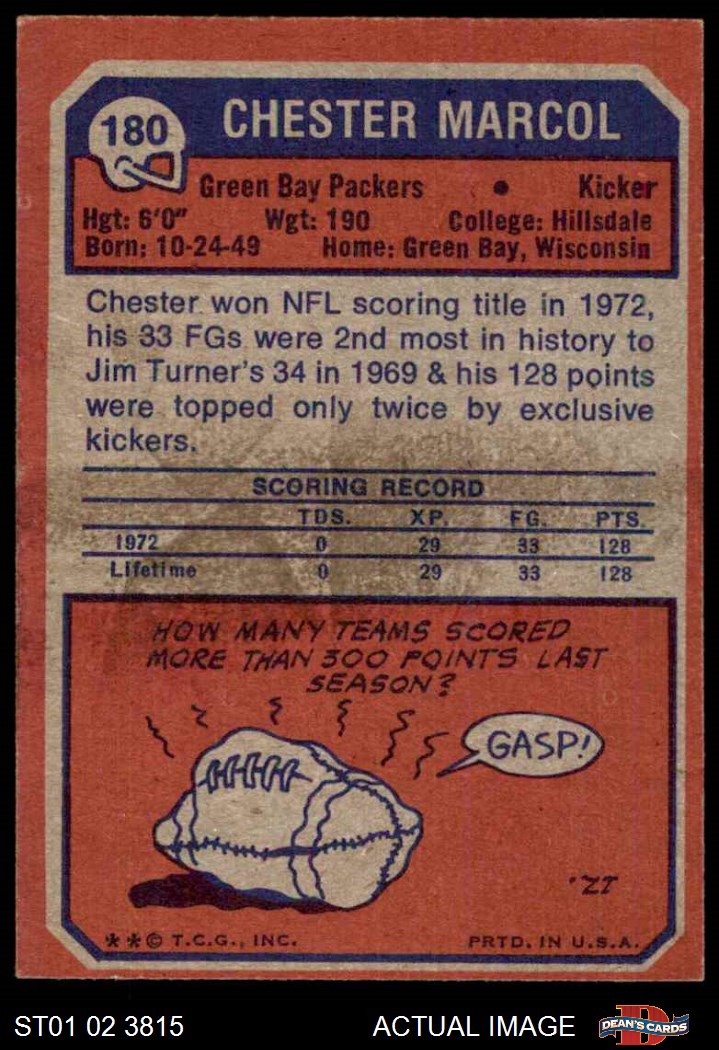 180
CHESTER MARCOL
Green Bay Packers • Kicker
Hgt: 6'0" Wgt: 190 College: Hillsdale
Born: 10-24-49 Home: Green Bay, Wisconsin
Chester won NFL scoring title in 1972,
his 33 FGs were 2nd most in history to
Jim Turner's 34 in 1969 & his 128 points
were topped only twice by exclusive
kickers.
SCORING RECORD
TDS. XP. FG. PTS.
1972 0 29 33 128
Lifetime 0 29 33 128
HOW MANY TEAMS SCORED
MORE THAN 300 POINTS LAST
SEASON?
GASP!
* * © T.C.G., INC. PRTD. IN U.S.A.
ST01 02 3815 ACTUAL IMAGE
D
DEAN'S CARDS